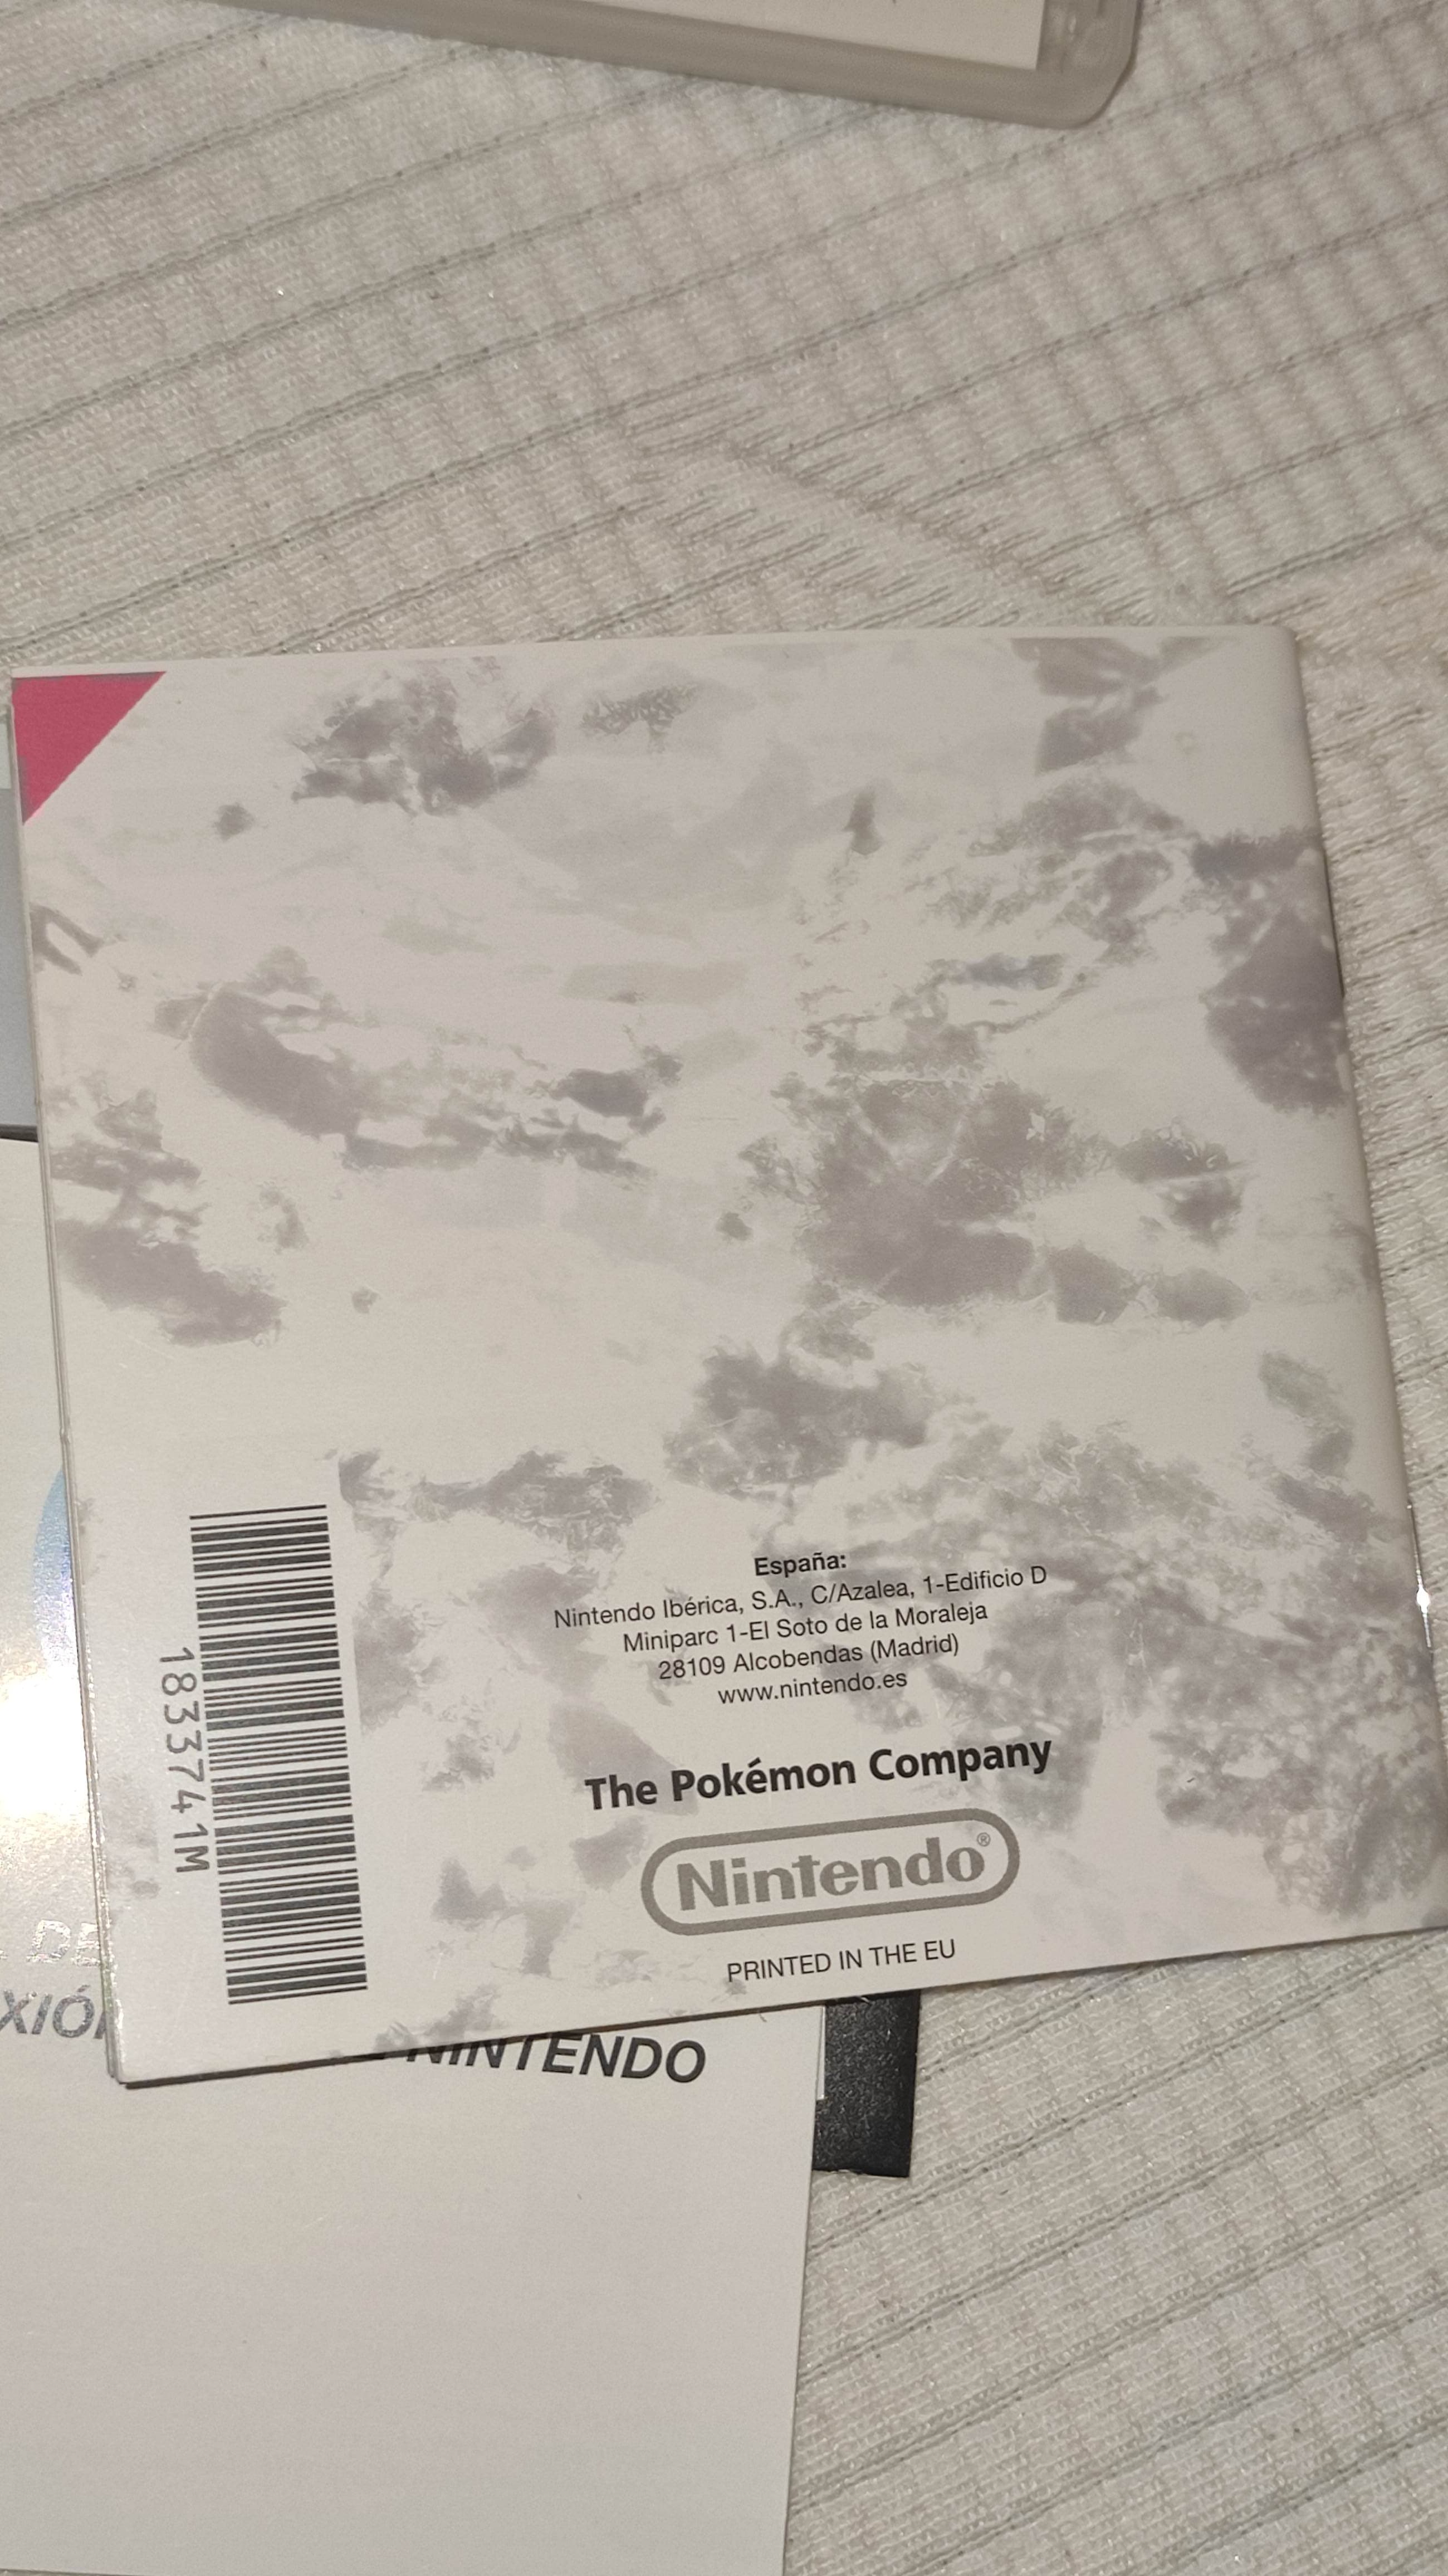 España:
Nintendo Ibérica, S.A., C/Azalea, 1-Edificio D
Miniparc 1-El Soto de la Moraleja
28109 Alcobendas (Madrid)
www.nintendo.es
The Pokémon Company
Nintendo®
PRINTED IN THE EU
1833741M
NINTENDO